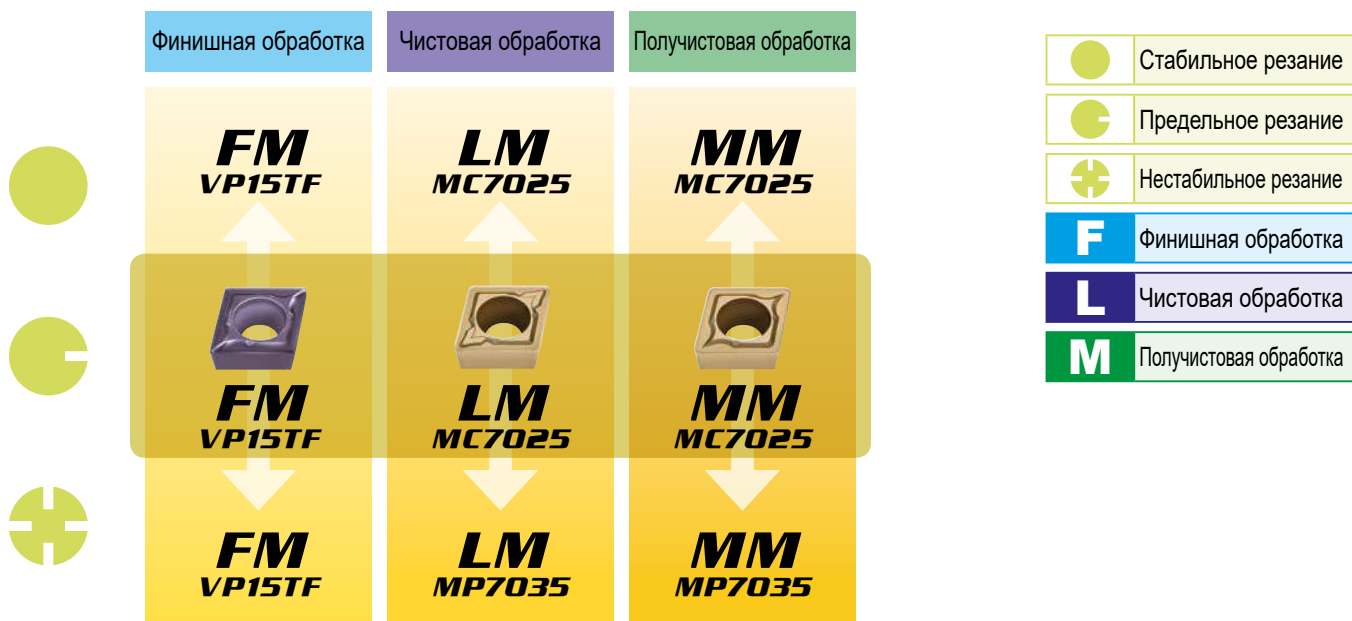 Финишная обработка
Чистовая обработка
Получистовая обработка
FM
VP15TF
LM
MC7025
MM
MC7025
FM
VP15TF
LM
MC7025
MM
MC7025
FM
VP15TF
LM
MP7035
MM
MP7035
Стабильное резание
Предельное резание
Нестабильное резание
F Финишная обработка
L Чистовая обработка
M Получистовая обработка